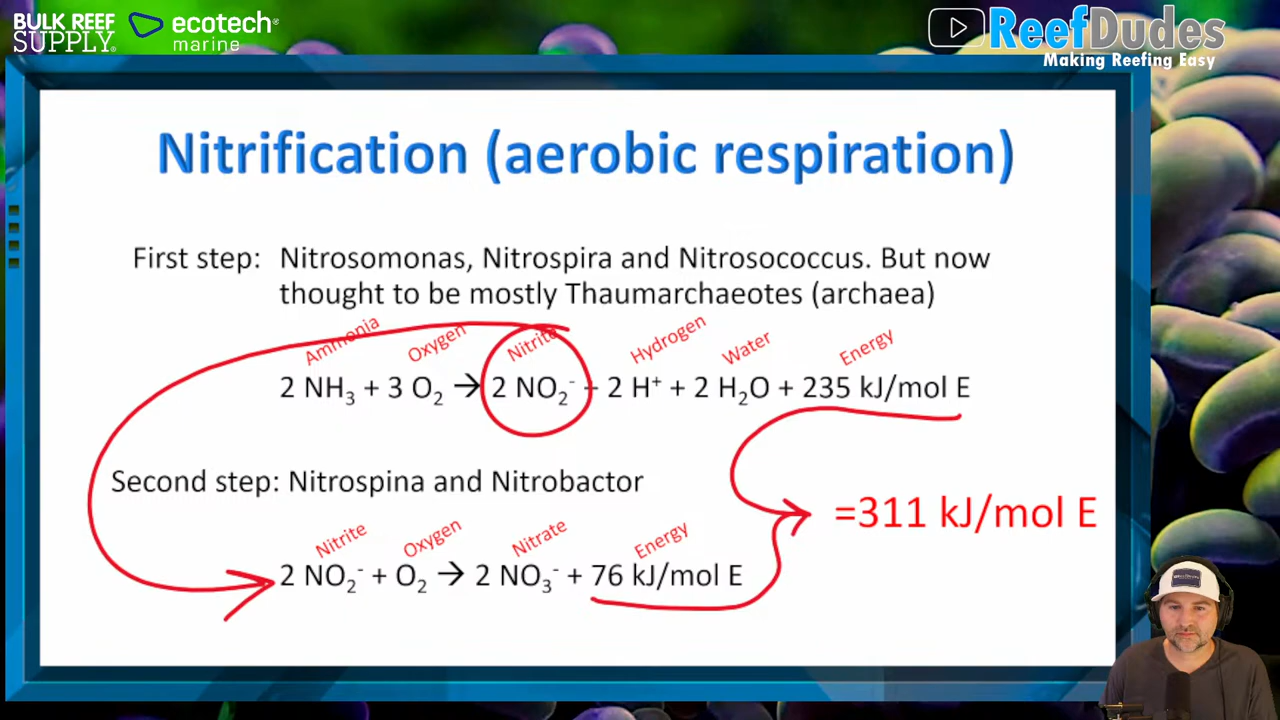 BULK REEF
SUPPLY®
ecotech®
marine
ReefDudes
Making Reefing Easy
Nitrification (aerobic respiration)
First step: Nitrosomonas, Nitrospira and Nitrosococcus. But now
thought to be mostly Thaumarchaeotes (archaea)
Ammonia Oxygen Nitrite Hydrogen Water Energy
2 NH₃ + 3 O₂ → 2 NO₂⁻ + 2 H⁺ + 2 H₂O + 235 kJ/mol E
Second step: Nitrospina and Nitrobactor
=311 kJ/mol E
Nitrite Oxygen Nitrate Energy
2 NO₂⁻ + O₂ → 2 NO₃⁻ + 76 kJ/mol E